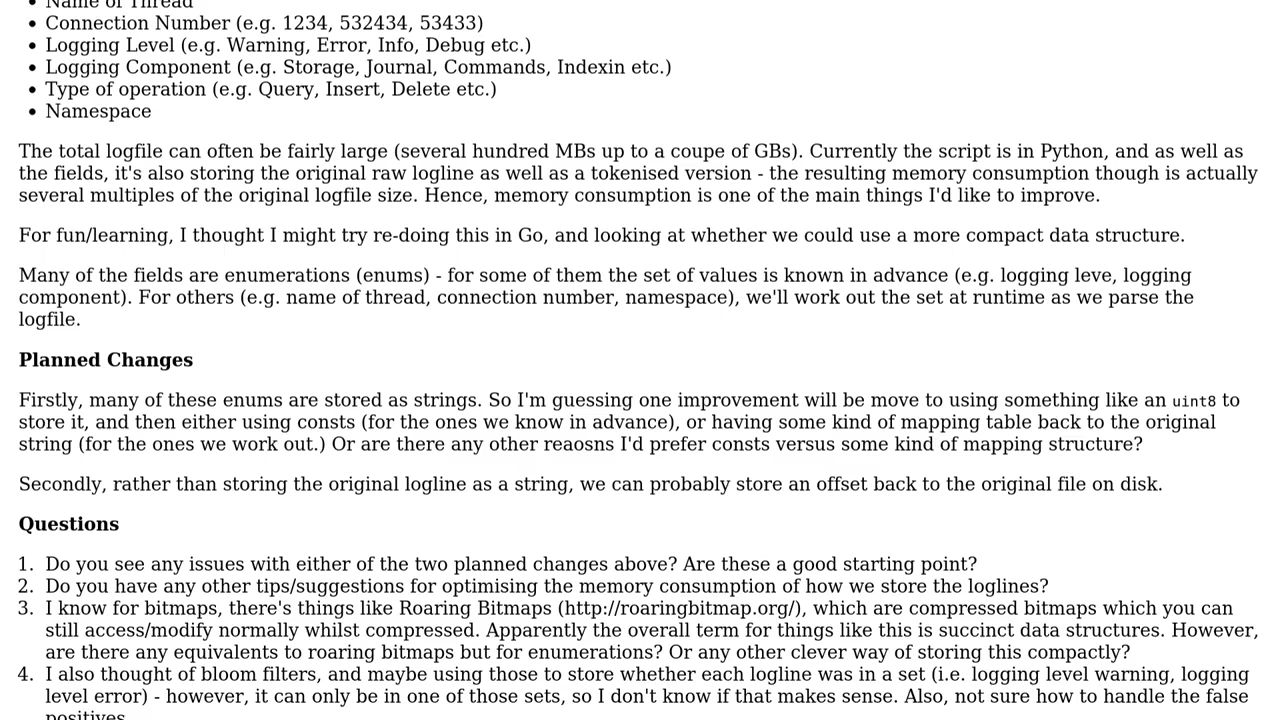 Name of Thread
Connection Number (e.g. 1234, 532434, 53433)
Logging Level (e.g. Warning, Error, Info, Debug etc.)
Logging Component (e.g. Storage, Journal, Commands, Indexin etc.)
Type of operation (e.g. Query, Insert, Delete etc.)
Namespace
The total logfile can often be fairly large (several hundred MBs up to a coupe of GBs). Currently the script is in Python, and as well as
the fields, it's also storing the original raw logline as well as a tokenised version - the resulting memory consumption though is actually
several multiples of the original logfile size. Hence, memory consumption is one of the main things I'd like to improve.
For fun/learning, I thought I might try re-doing this in Go, and looking at whether we could use a more compact data structure.
Many of the fields are enumerations (enums) - for some of them the set of values is known in advance (e.g. logging leve, logging
component). For others (e.g. name of thread, connection number, namespace), we'll work out the set at runtime as we parse the
logfile.
Planned Changes
Firstly, many of these enums are stored as strings. So I'm guessing one improvement will be move to using something like an uint8 to
store it, and then either using consts (for the ones we know in advance), or having some kind of mapping table back to the original
string (for the ones we work out.) Or are there any other reaosns I'd prefer consts versus some kind of mapping structure?
Secondly, rather than storing the original logline as a string, we can probably store an offset back to the original file on disk.
Questions
1. Do you see any issues with either of the two planned changes above? Are these a good starting point?
2. Do you have any other tips/suggestions for optimising the memory consumption of how we store the loglines?
3. I know for bitmaps, there's things like Roaring Bitmaps (http://roaringbitmap.org/), which are compressed bitmaps which you can
still access/modify normally whilst compressed. Apparently the overall term for things like this is succinct data structures. However,
are there any equivalents to roaring bitmaps but for enumerations? Or any other clever way of storing this compactly?
4. I also thought of bloom filters, and maybe using those to store whether each logline was in a set (i.e. logging level warning, logging
level error) - however, it can only be in one of those sets, so I don't know if that makes sense. Also, not sure how to handle the false
positives.